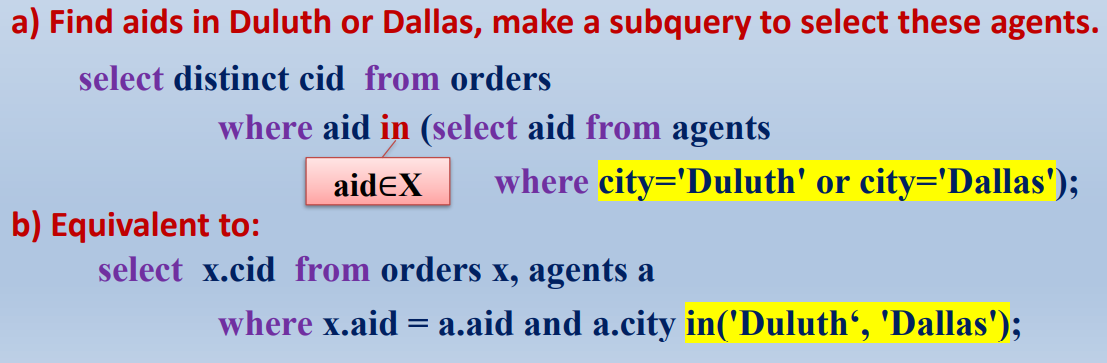 a) Find aids in Duluth or Dallas, make a subquery to select these agents.
select distinct cid from orders
where aid in (select aid from agents
aid∈X
where city='Duluth' or city='Dallas');
b) Equivalent to:
select x.cid from orders x, agents a
where x.aid = a.aid and a.city in('Duluth‘, 'Dallas');